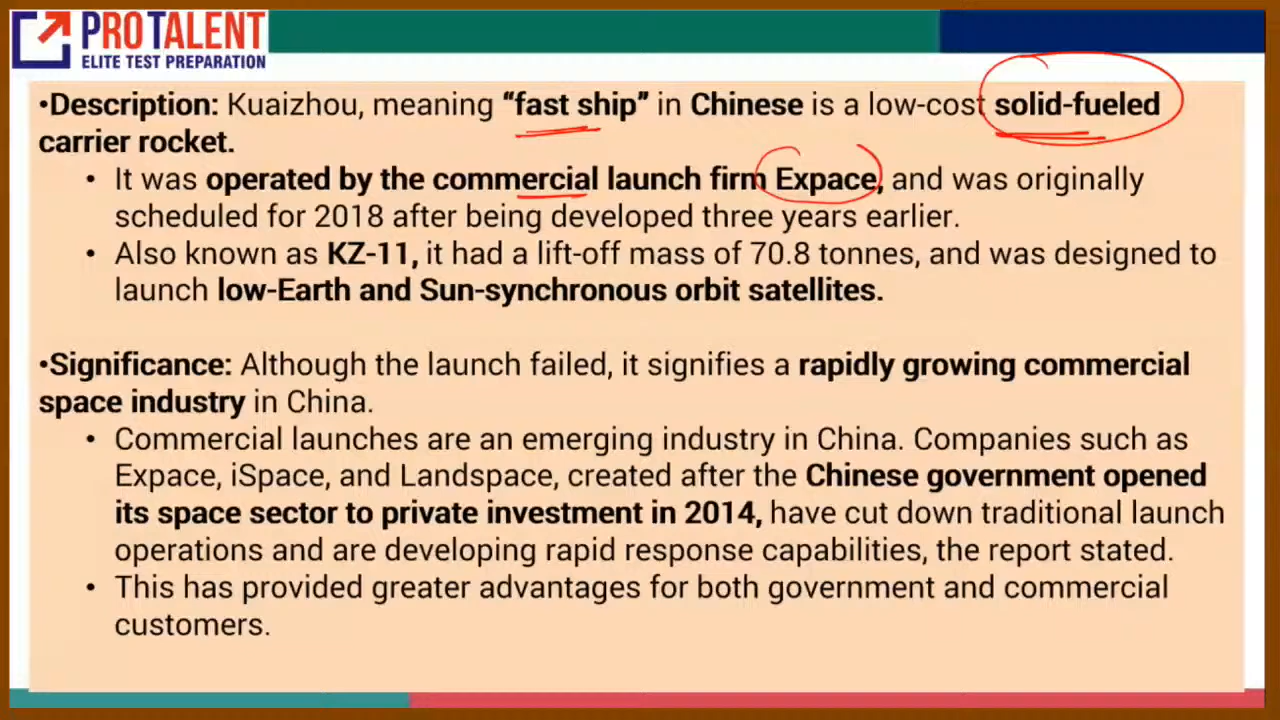 PROTALENT
ELITE TEST PREPARATION
•Description: Kuaizhou, meaning “fast ship” in Chinese is a low-cost solid-fueled
carrier rocket.
• It was operated by the commercial launch firm Expace, and was originally
scheduled for 2018 after being developed three years earlier.
• Also known as KZ-11, it had a lift-off mass of 70.8 tonnes, and was designed to
launch low-Earth and Sun-synchronous orbit satellites.
•Significance: Although the launch failed, it signifies a rapidly growing commercial
space industry in China.
• Commercial launches are an emerging industry in China. Companies such as
Expace, iSpace, and Landspace, created after the Chinese government opened
its space sector to private investment in 2014, have cut down traditional launch
operations and are developing rapid response capabilities, the report stated.
• This has provided greater advantages for both government and commercial
customers.